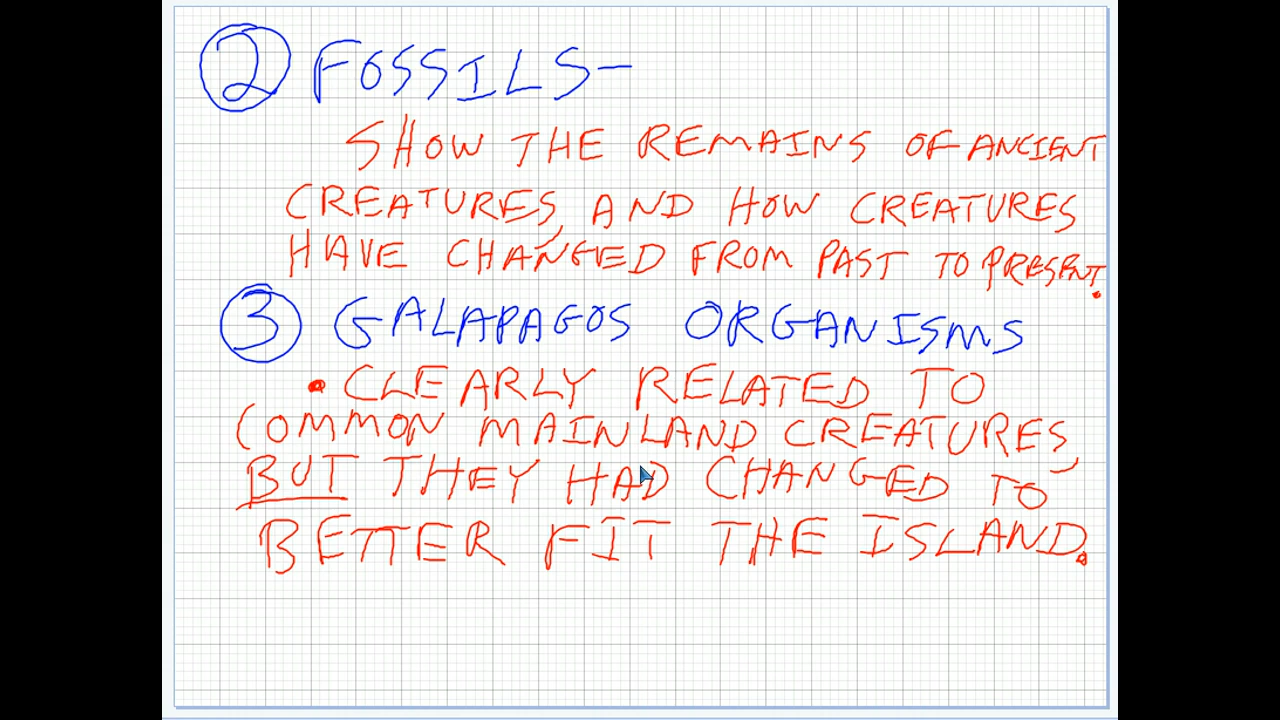 2 FOSSILS-
SHOW THE REMAINS OF ANCIENT
CREATURES, AND HOW CREATURES
HAVE CHANGED FROM PAST TO PRESENT.
3 GALAPAGOS ORGANISMS
• CLEARLY RELATED TO
COMMON MAINLAND CREATURES,
BUT THEY HAD CHANGED TO
BETTER FIT THE ISLAND.